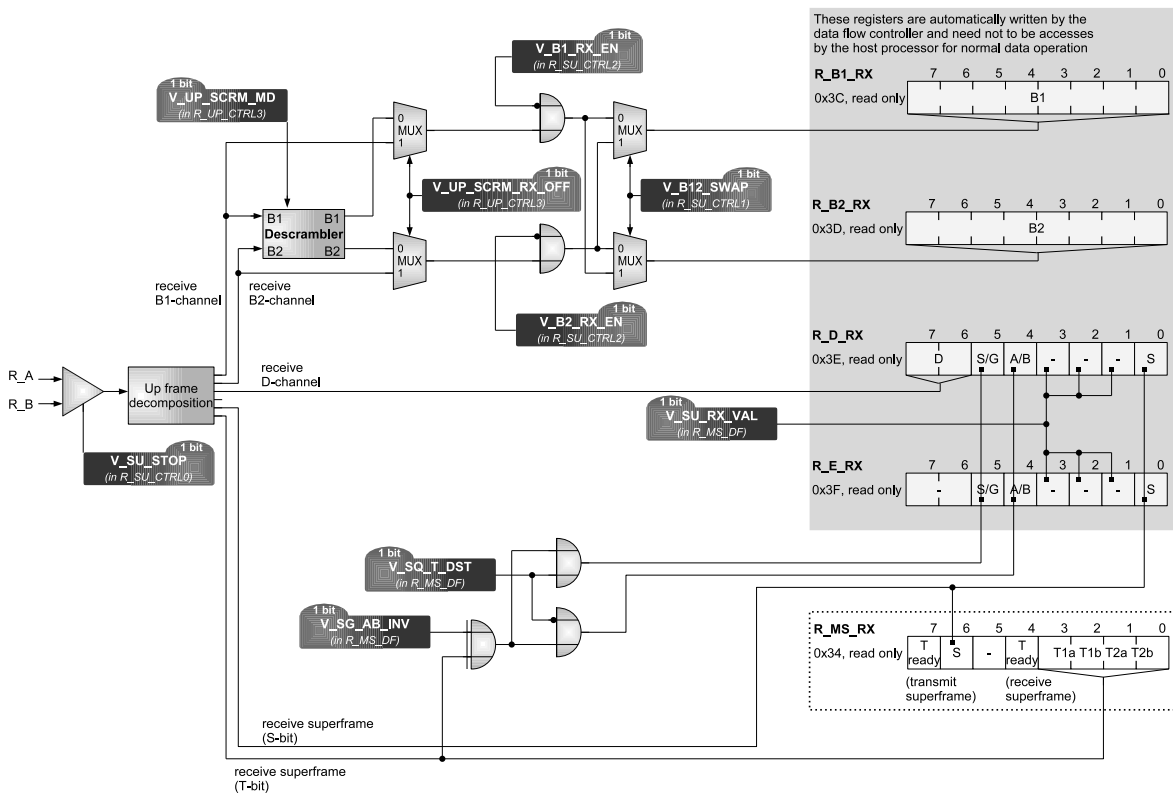 These registers are automatically written by the
data flow controller and need not to be accesses
by the host processor for normal data operation
1 bit
V_B1_RX_EN
(in R_SU_CTRL2)
R_B1_RX
7 6 5 4 3 2 1 0
0x3C, read only
B1
1 bit
V_UP_SCRM_MD
(in R_UP_CTRL3)
0
MUX
1
0
MUX
1
1 bit
V_UP_SCRM_RX_OFF
(in R_UP_CTRL3)
1 bit
V_B12_SWAP
(in R_SU_CTRL1)
R_B2_RX
7 6 5 4 3 2 1 0
0x3D, read only
B2
B1 B1
Descrambler
B2 B2
0
MUX
1
0
MUX
1
receive
B1-channel
receive
B2-channel
1 bit
V_B2_RX_EN
(in R_SU_CTRL2)
R_D_RX
7 6 5 4 3 2 1 0
0x3E, read only
D S/G A/B - - - S
R_A
R_B
Up frame
decomposition
receive
D-channel
1 bit
V_SU_RX_VAL
(in R_MS_DF)
1 bit
V_SU_STOP
(in R_SU_CTRL0)
R_E_RX
7 6 5 4 3 2 1 0
0x3F, read only
- S/G A/B - - - S
1 bit
V_SQ_T_DST
(in R_MS_DF)
1 bit
V_SG_AB_INV
(in R_MS_DF)
R_MS_RX
7 6 5 4 3 2 1 0
0x34, read only
T
ready
S
-
T
ready
T1a T1b T2a T2b
(transmit
superframe)
(receive
superframe)
receive superframe
(S-bit)
receive superframe
(T-bit)